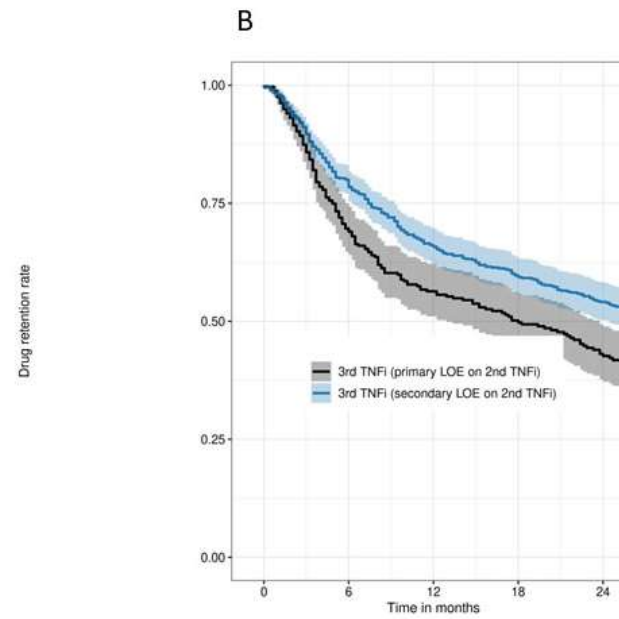 B
1.00
0.75
Drug retention rate
0.50
3rd TNFi (primary LOE on 2nd TNFi)
3rd TNFi (secondary LOE on 2nd TNFi)
0.25
0.00
0 6 12 18 24
Time in months